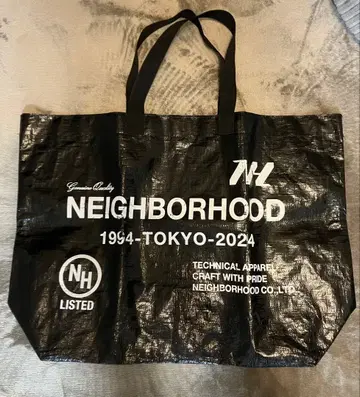 NH
Genuine Quality
NEIGHBORHOOD
1994-TOKYO-2024
NH
LISTED
TECHNICAL APPAREL
CRAFT WITH PRIDE
NEIGHBORHOOD CO., LTD.